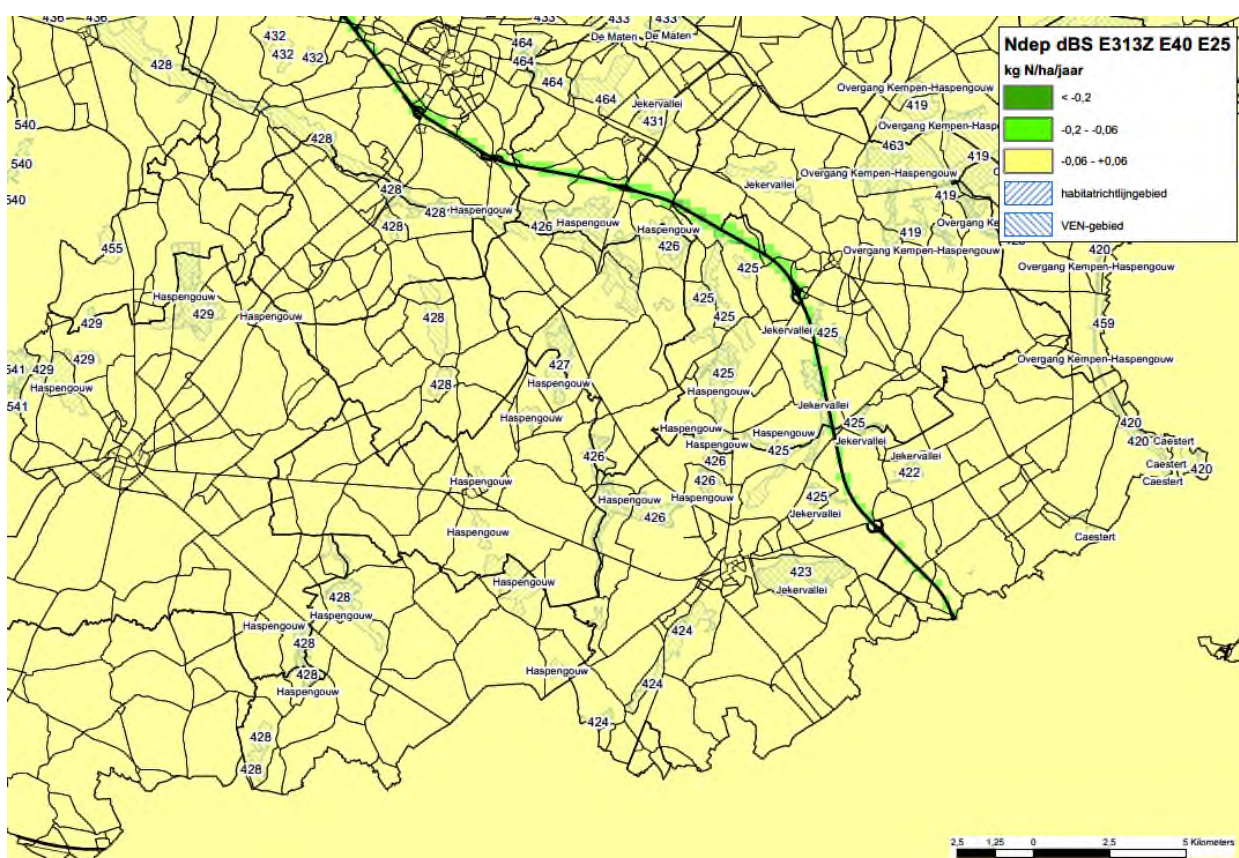 436
436
433
433
433
Ndep dBS E313Z E40 E25
kg N/ha/jaar
< -0,2
-0,2 - -0,06
-0,06 - +0,06
habitatrichtlijngebied
VEN-gebied
432
432
432
464
De Maten
De Maten
428
464
464
Overgang Kempen-Haspengouw
419
Jekervallei
431
540
428
463
419
540
Overgang Kempen-Haspengouw
Jekervallei
428
419
540
428
Haspengouw
426
Haspengouw
428
Haspengouw
426
419
455
Overgang Kempen-Haspengouw
420
425
Overgang Kempen-Haspengouw
Haspengouw
429
425
Haspengouw
428
425
429
Jekervallei
425
459
429
427
Overgang Kempen-Haspengouw
541
429
425
Haspengouw
428
Haspengouw
Haspengouw
541
Jekervallei
Haspengouw
425
420
Haspengouw
Haspengouw
Jekervallei
420
Caestert
Haspengouw
425
426
426
Jekervallei
Caestert
420
422
Caestert
Haspengouw
426
Haspengouw
Haspengouw
425
426
Jekervallei
Haspengouw
Caestert
423
Haspengouw
Jekervallei
428
Haspengouw
Haspengouw
424
428
428
Haspengouw
Haspengouw
424
424
428
428
2,5
1,25
0
2,5
5 Kilometers